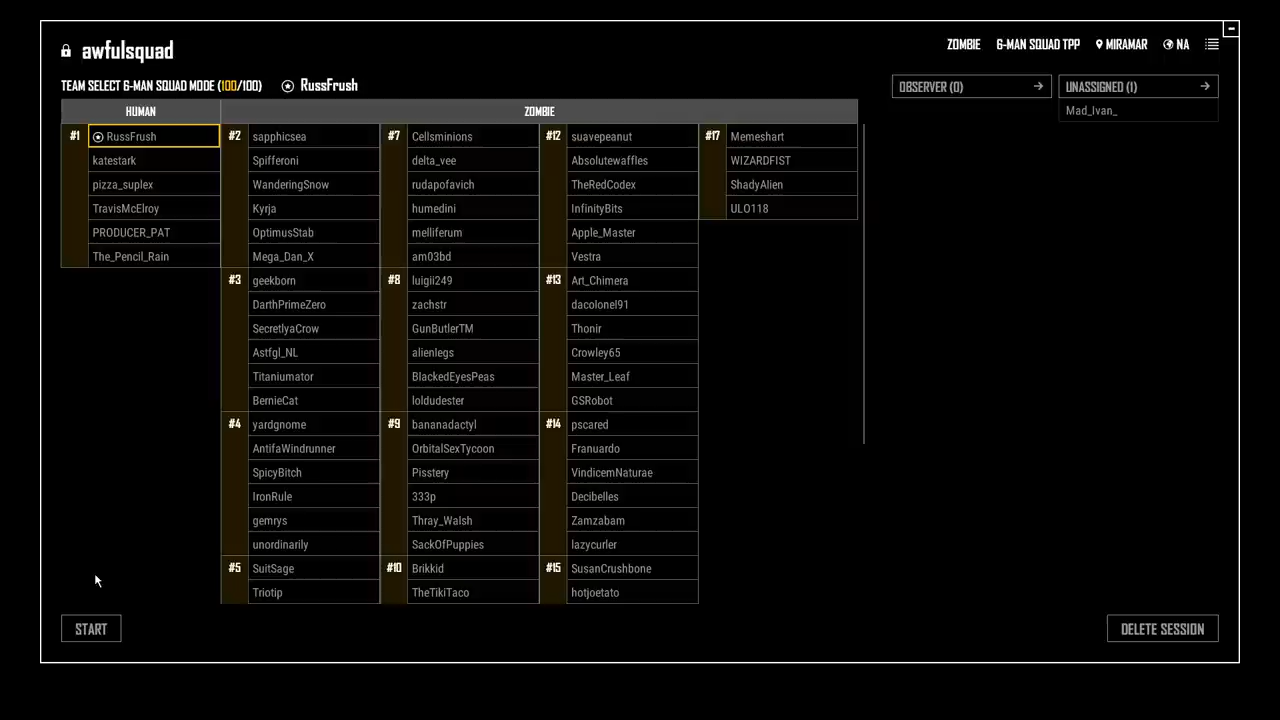 awfulsquad
ZOMBIE 6-MAN SQUAD TPP MIRAMAR NA
TEAM SELECT 6-MAN SQUAD MODE (100/100) RussFrush
OBSERVER (0)
UNASSIGNED (1)
Mad_Ivan_
HUMAN
#1 RussFrush
katestark
pizza_suplex
TravisMcElroy
PRODUCER_PAT
The_Pencil_Rain
ZOMBIE
#2 sapphicsea
Spifferoni
WanderingSnow
Kyrja
OptimusStab
Mega_Dan_X
#3 geekborn
DarthPrimeZero
SecretlyaCrow
Astfgl_NL
Titaniumator
BernieCat
#4 yardgnome
AntifaWindrunner
SpicyBitch
IronRule
gemrys
unordinarily
#5 SuitSage
Triotip
#7 Cellsminions
delta_vee
rudapofavich
humedini
melliferum
am03bd
#8 luigii249
zachstr
GunButlerTM
alienlegs
BlackedEyesPeas
loldudester
#9 bananadactyl
OrbitalSexTycoon
Pisstery
333p
Thray_Walsh
SackOfPuppies
#10 Brikkid
TheTikiTaco
#12 suavepeanut
Absolutewaffles
TheRedCodex
InfinityBits
Apple_Master
Vestra
#13 Art_Chimera
dacolonel91
Thonir
Crowley65
Master_Leaf
GSRobot
#14 pscared
Franuardo
VindicemNaturae
Decibelles
Zamzabam
lazycurler
#15 SusanCrushbone
hotjoetato
#17 Memeshart
WIZARDFIST
ShadyAlien
ULO118
START
DELETE SESSION